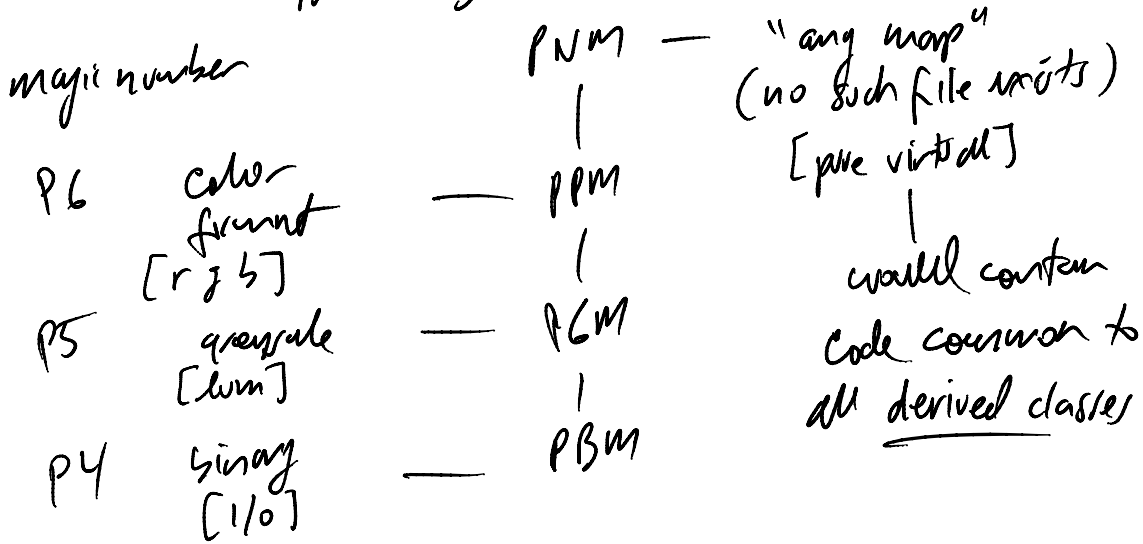 magic number
PNM — "any map"
(no such file exists)
[pure virtual]
P6 color format — PPM
[r g b]
would contain
P5 greyscale — PGM
[lum]
code common to
all derived classes
P4 binary — PBM
[1/0]